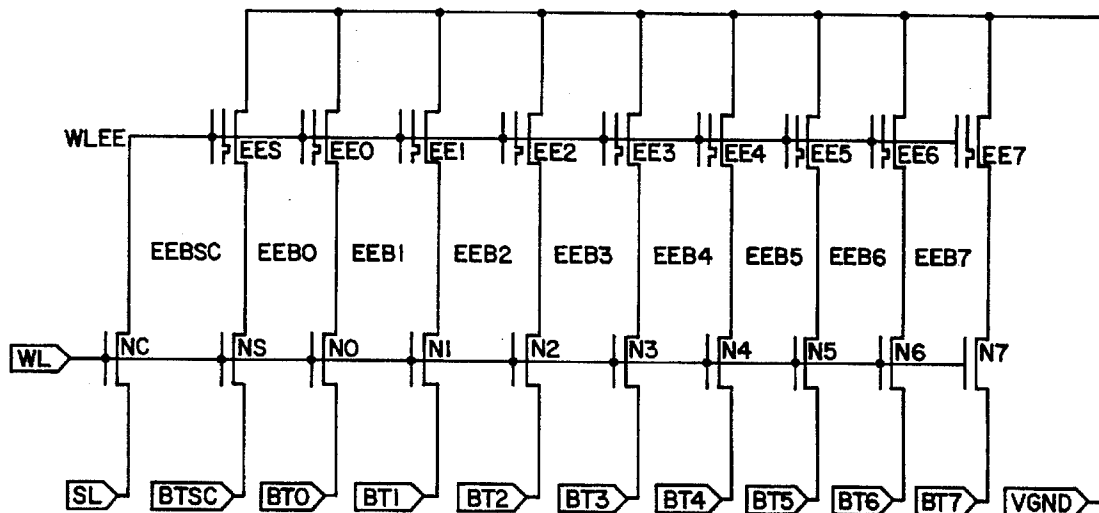 WLEE EES EE0 EE1 EE2 EE3 EE4 EE5 EE6 EE7
EEBSC EEB0 EEB1 EEB2 EEB3 EEB4 EEB5 EEB6 EEB7
WL NC NS N0 N1 N2 N3 N4 N5 N6 N7
SL BTSC BT0 BT1 BT2 BT3 BT4 BT5 BT6 BT7 VGND